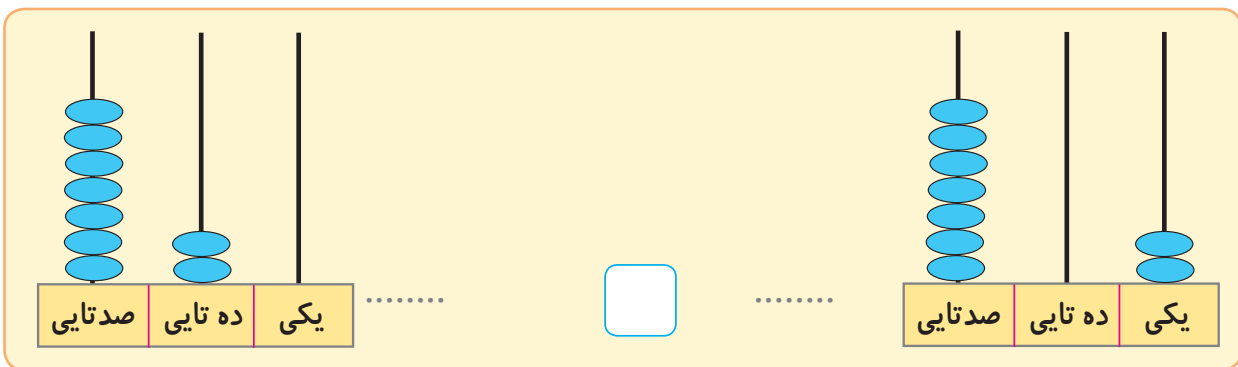 صدتایی ده تایی یکی ........ ........ صدتایی ده تایی یکی